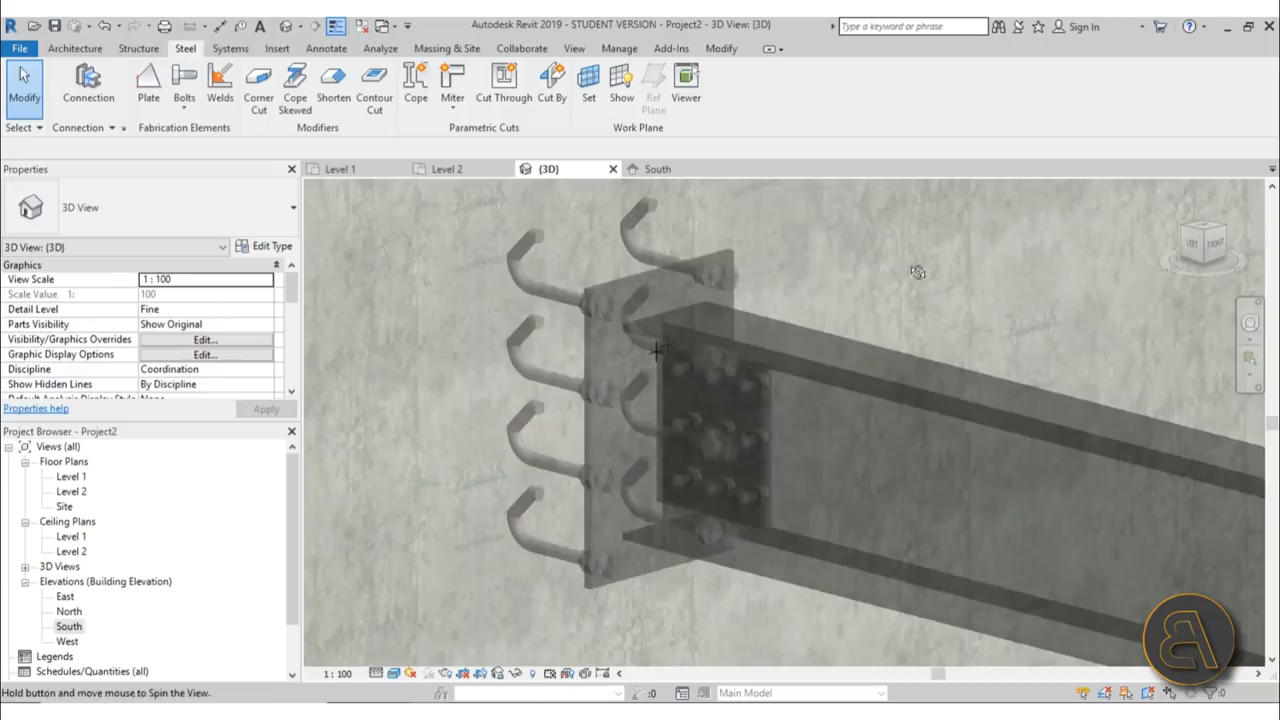 Autodesk Revit 2019 - STUDENT VERSION - Project2 - 3D View: {3D}
Type a keyword or phrase
Sign In
File Architecture Structure Steel Systems Insert Annotate Analyze Massing & Site Collaborate View Manage Add-Ins Modify
Modify Connection Plate Bolts Welds Corner Cut Cope Skewed Shorten Contour Cut Cope Miter Cut Through Cut By Set Show Ref Plane Viewer
Select Connection Fabrication Elements Modifiers Parametric Cuts Work Plane
Properties
Level 1 Level 2 {3D} South
3D View
3D View: {3D} Edit Type
Graphics
View Scale 1 : 100
Scale Value 1: 100
Detail Level Fine
Parts Visibility Show Original
Visibility/Graphics Overrides Edit...
Graphic Display Options Edit...
Discipline Coordination
Show Hidden Lines By Discipline
Default Analysis Display Style None
Properties help Apply
Project Browser - Project2
Views (all)
Floor Plans
Level 1
Level 2
Site
Ceiling Plans
Level 1
Level 2
3D Views
Elevations (Building Elevation)
East
North
South
West
Legends
Schedules/Quantities (all)
LEFT FRONT
1 : 100
Hold button and move mouse to Spin the View.
:0 Main Model :0